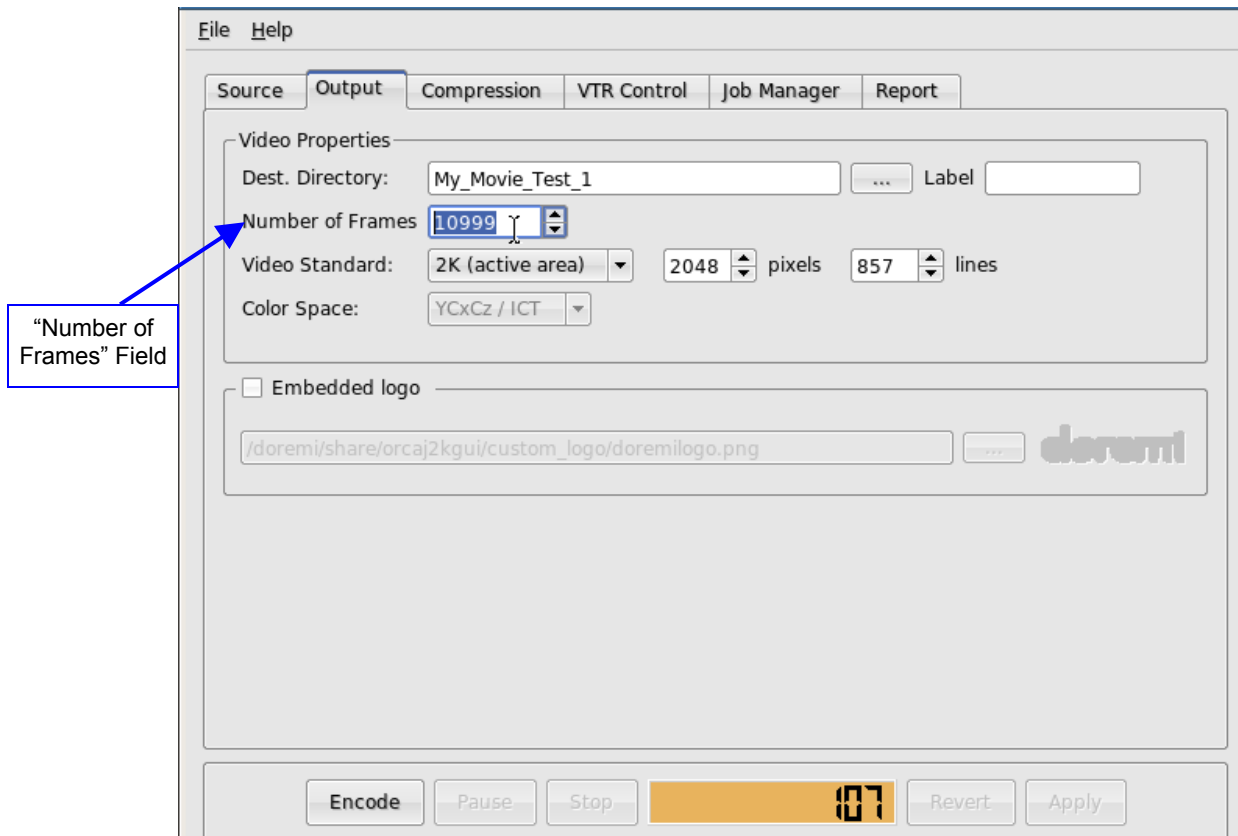 File Help
Source Output Compression VTR Control Job Manager Report
Video Properties
Dest. Directory: My_Movie_Test_1 ... Label
Number of Frames 10999
Video Standard: 2K (active area) 2048 pixels 857 lines
Color Space: YCxCz / ICT
“Number of
Frames” Field
Embedded logo
/doremi/share/orcaj2kgui/custom_logo/doremilogo.png ... doremi
Encode Pause Stop 107 Revert Apply